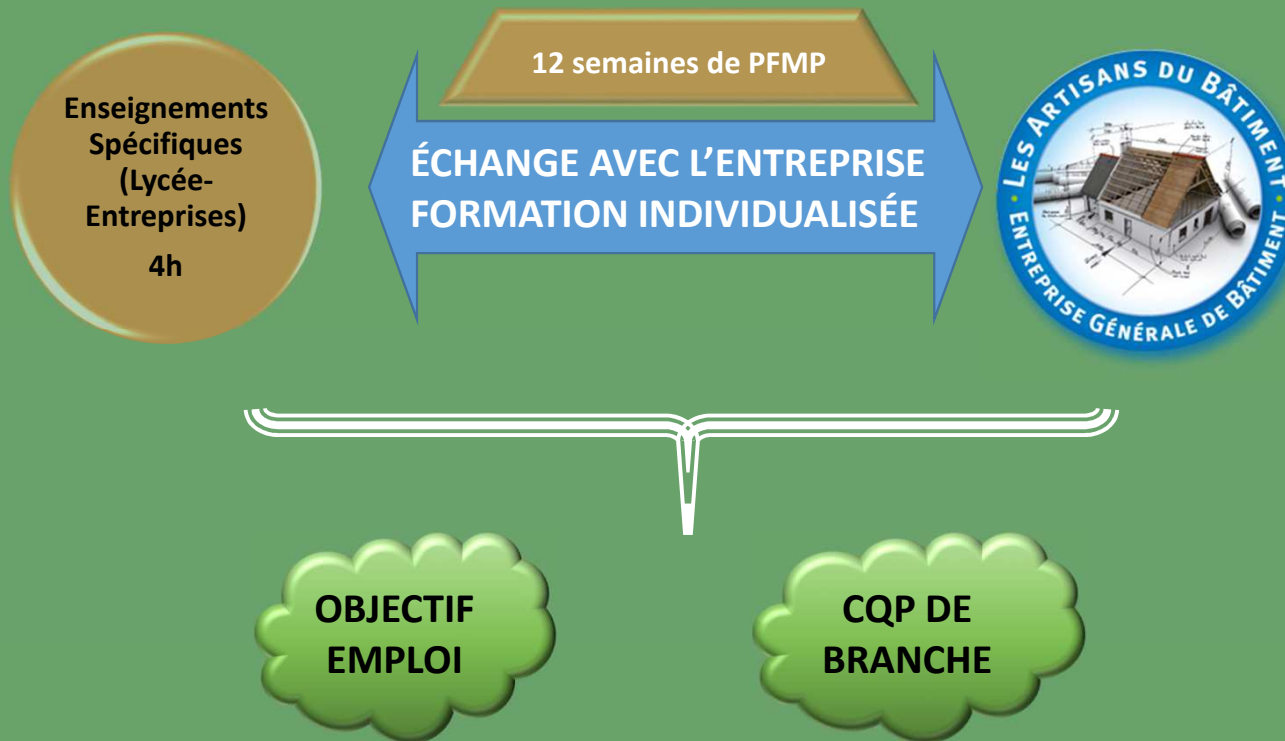 12 semaines de PFMP
Enseignements
Spécifiques
(Lycée-
Entreprises)
4h
ÉCHANGE AVEC L’ENTREPRISE
FORMATION INDIVIDUALISÉE
LES ARTISANS DU BÂTIMENT
ENTREPRISE GÉNÉRALE DE BÂTIMENT
OBJECTIF
EMPLOI
CQP DE
BRANCHE